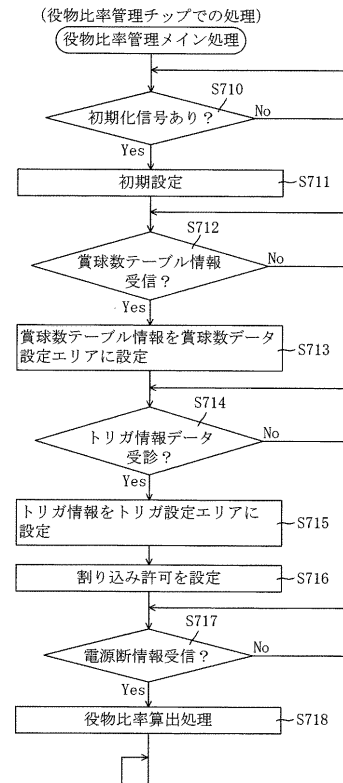 (役物比率管理チップでの処理)
役物比率管理メイン処理
S710
初期化信号あり?
No
Yes
初期設定
S711
S712
賞球数テーブル情報
受信?
No
Yes
賞球数テーブル情報を賞球数データ
設定エリアに設定
S713
S714
トリガ情報データ
受診?
No
Yes
トリガ情報をトリガ設定エリアに
設定
S715
割り込み許可を設定
S716
S717
電源断情報受信?
No
Yes
役物比率算出処理
S718